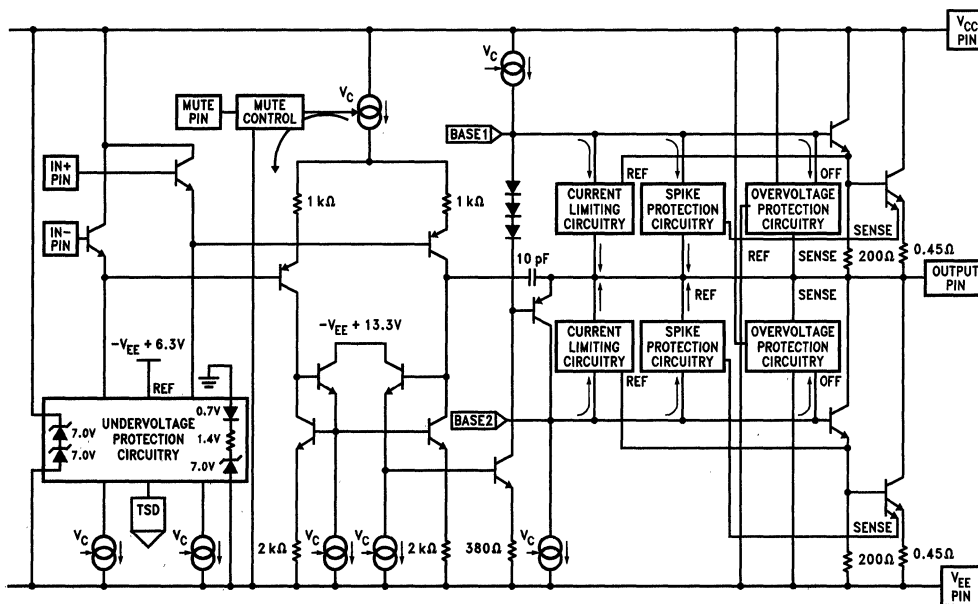 VCC
PIN
VC
VC
MUTE
PIN
MUTE
CONTROL
BASE1
IN+
PIN
REF
OFF
1 kΩ
1 kΩ
CURRENT
LIMITING
CIRCUITRY
SPIKE
PROTECTION
CIRCUITRY
OVERVOLTAGE
PROTECTION
CIRCUITRY
IN-
PIN
SENSE
REF
SENSE
200Ω
0.45Ω
10 pF
OUTPUT
PIN
REF
SENSE
-VEE + 13.3V
-VEE + 6.3V
REF
CURRENT
LIMITING
CIRCUITRY
SPIKE
PROTECTION
CIRCUITRY
OVERVOLTAGE
PROTECTION
CIRCUITRY
REF
OFF
0.7V
BASE2
UNDERVOLTAGE
PROTECTION
CIRCUITRY
7.0V
7.0V
1.4V
7.0V
TSD
SENSE
VC
VC
2 kΩ
VC
VC
2 kΩ
380Ω
VC
200Ω
0.45Ω
VEE
PIN